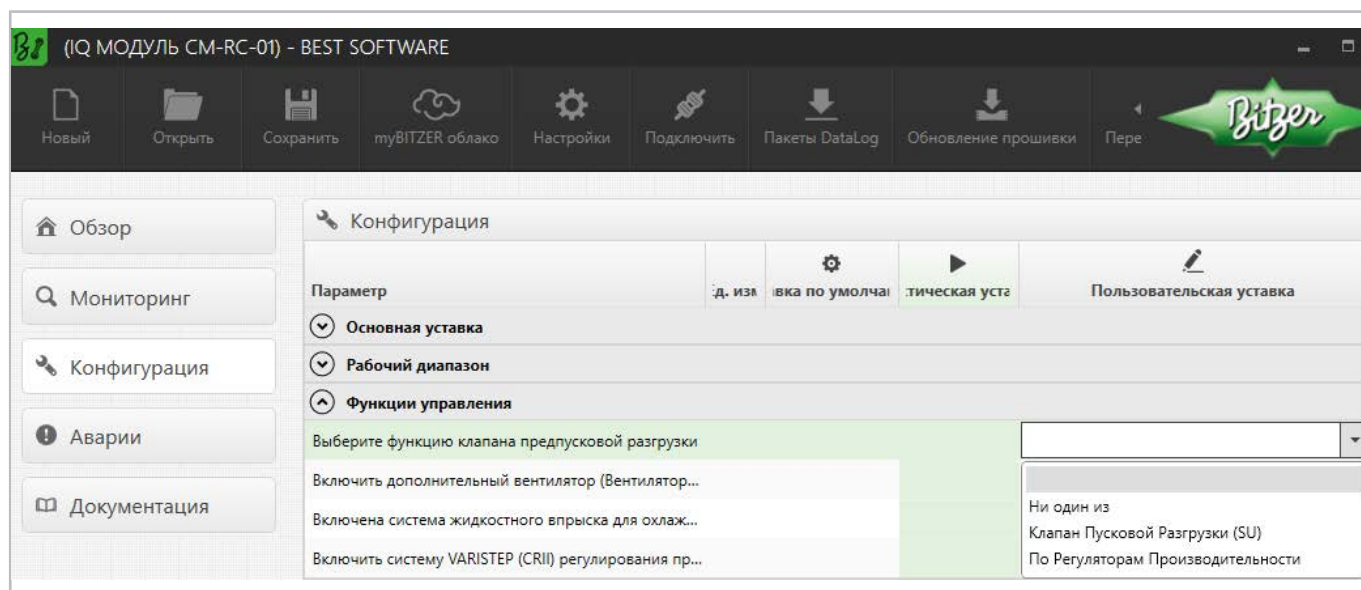 (IQ МОДУЛЬ CM-RC-01) - BEST SOFTWARE
Новый Открыть Сохранить myBITZER облако Настройки Подключить Пакеты DataLog Обновление прошивки Пере
Bitzer
Обзор
Мониторинг
Конфигурация
Аварии
Документация
Конфигурация
Параметр д. изм вка по умолча тическая уста Пользовательская уставка
Основная уставка
Рабочий диапазон
Функции управления
Выберите функцию клапана предпусковой разгрузки
Включить дополнительный вентилятор (Вентилятор...
Включена система жидкостного впрыска для охлаж...
Включить систему VARISTEP (CRII) регулирования пр...
Ни один из
Клапан Пусковой Разгрузки (SU)
По Регуляторам Производительности